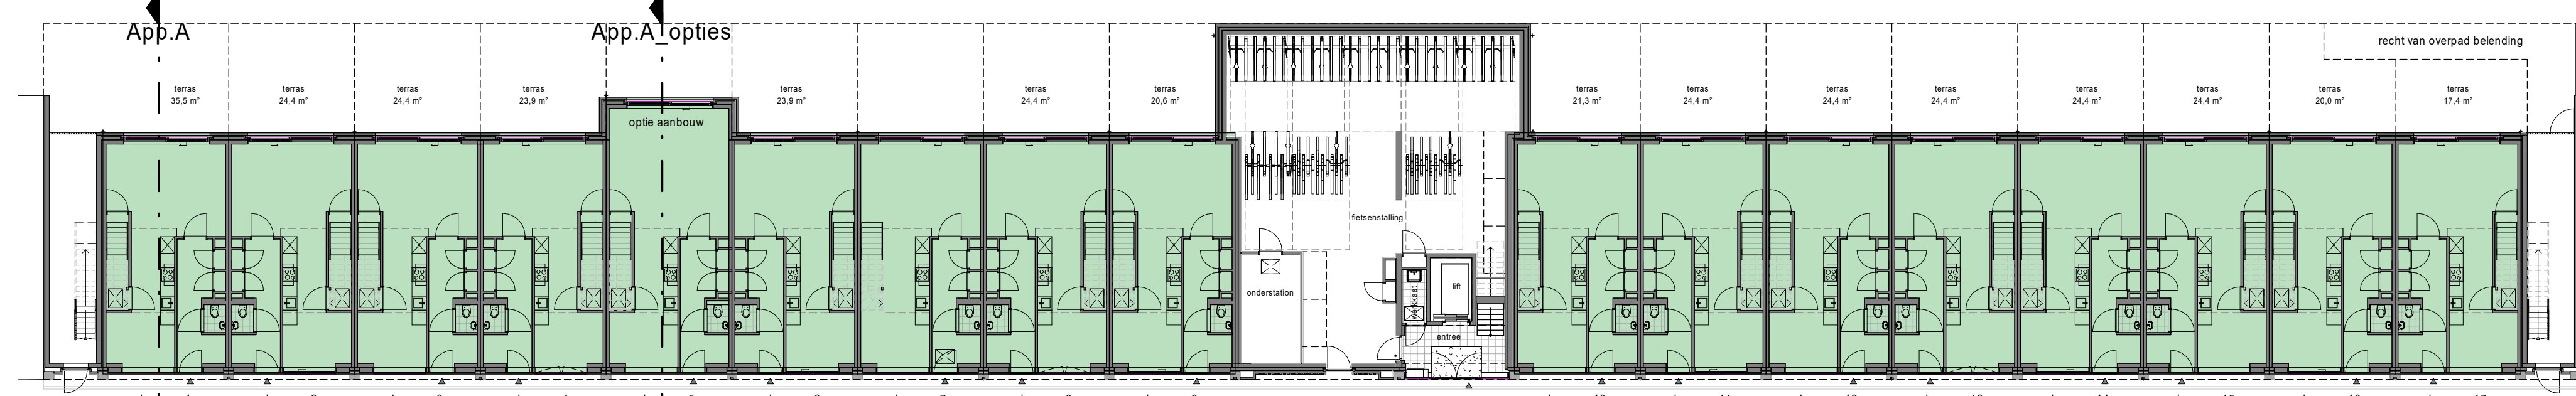 App.A
App.A_opties
recht van overpad belending
terras
35,5 m²
terras
24,4 m²
terras
24,4 m²
terras
23,9 m²
terras
23,9 m²
terras
24,4 m²
terras
20,6 m²
terras
21,3 m²
terras
24,4 m²
terras
24,4 m²
terras
24,4 m²
terras
24,4 m²
terras
24,4 m²
terras
20,0 m²
terras
17,4 m²
optie aanbouw
fietsenstalling
onderstation
lift
werkkast
entree